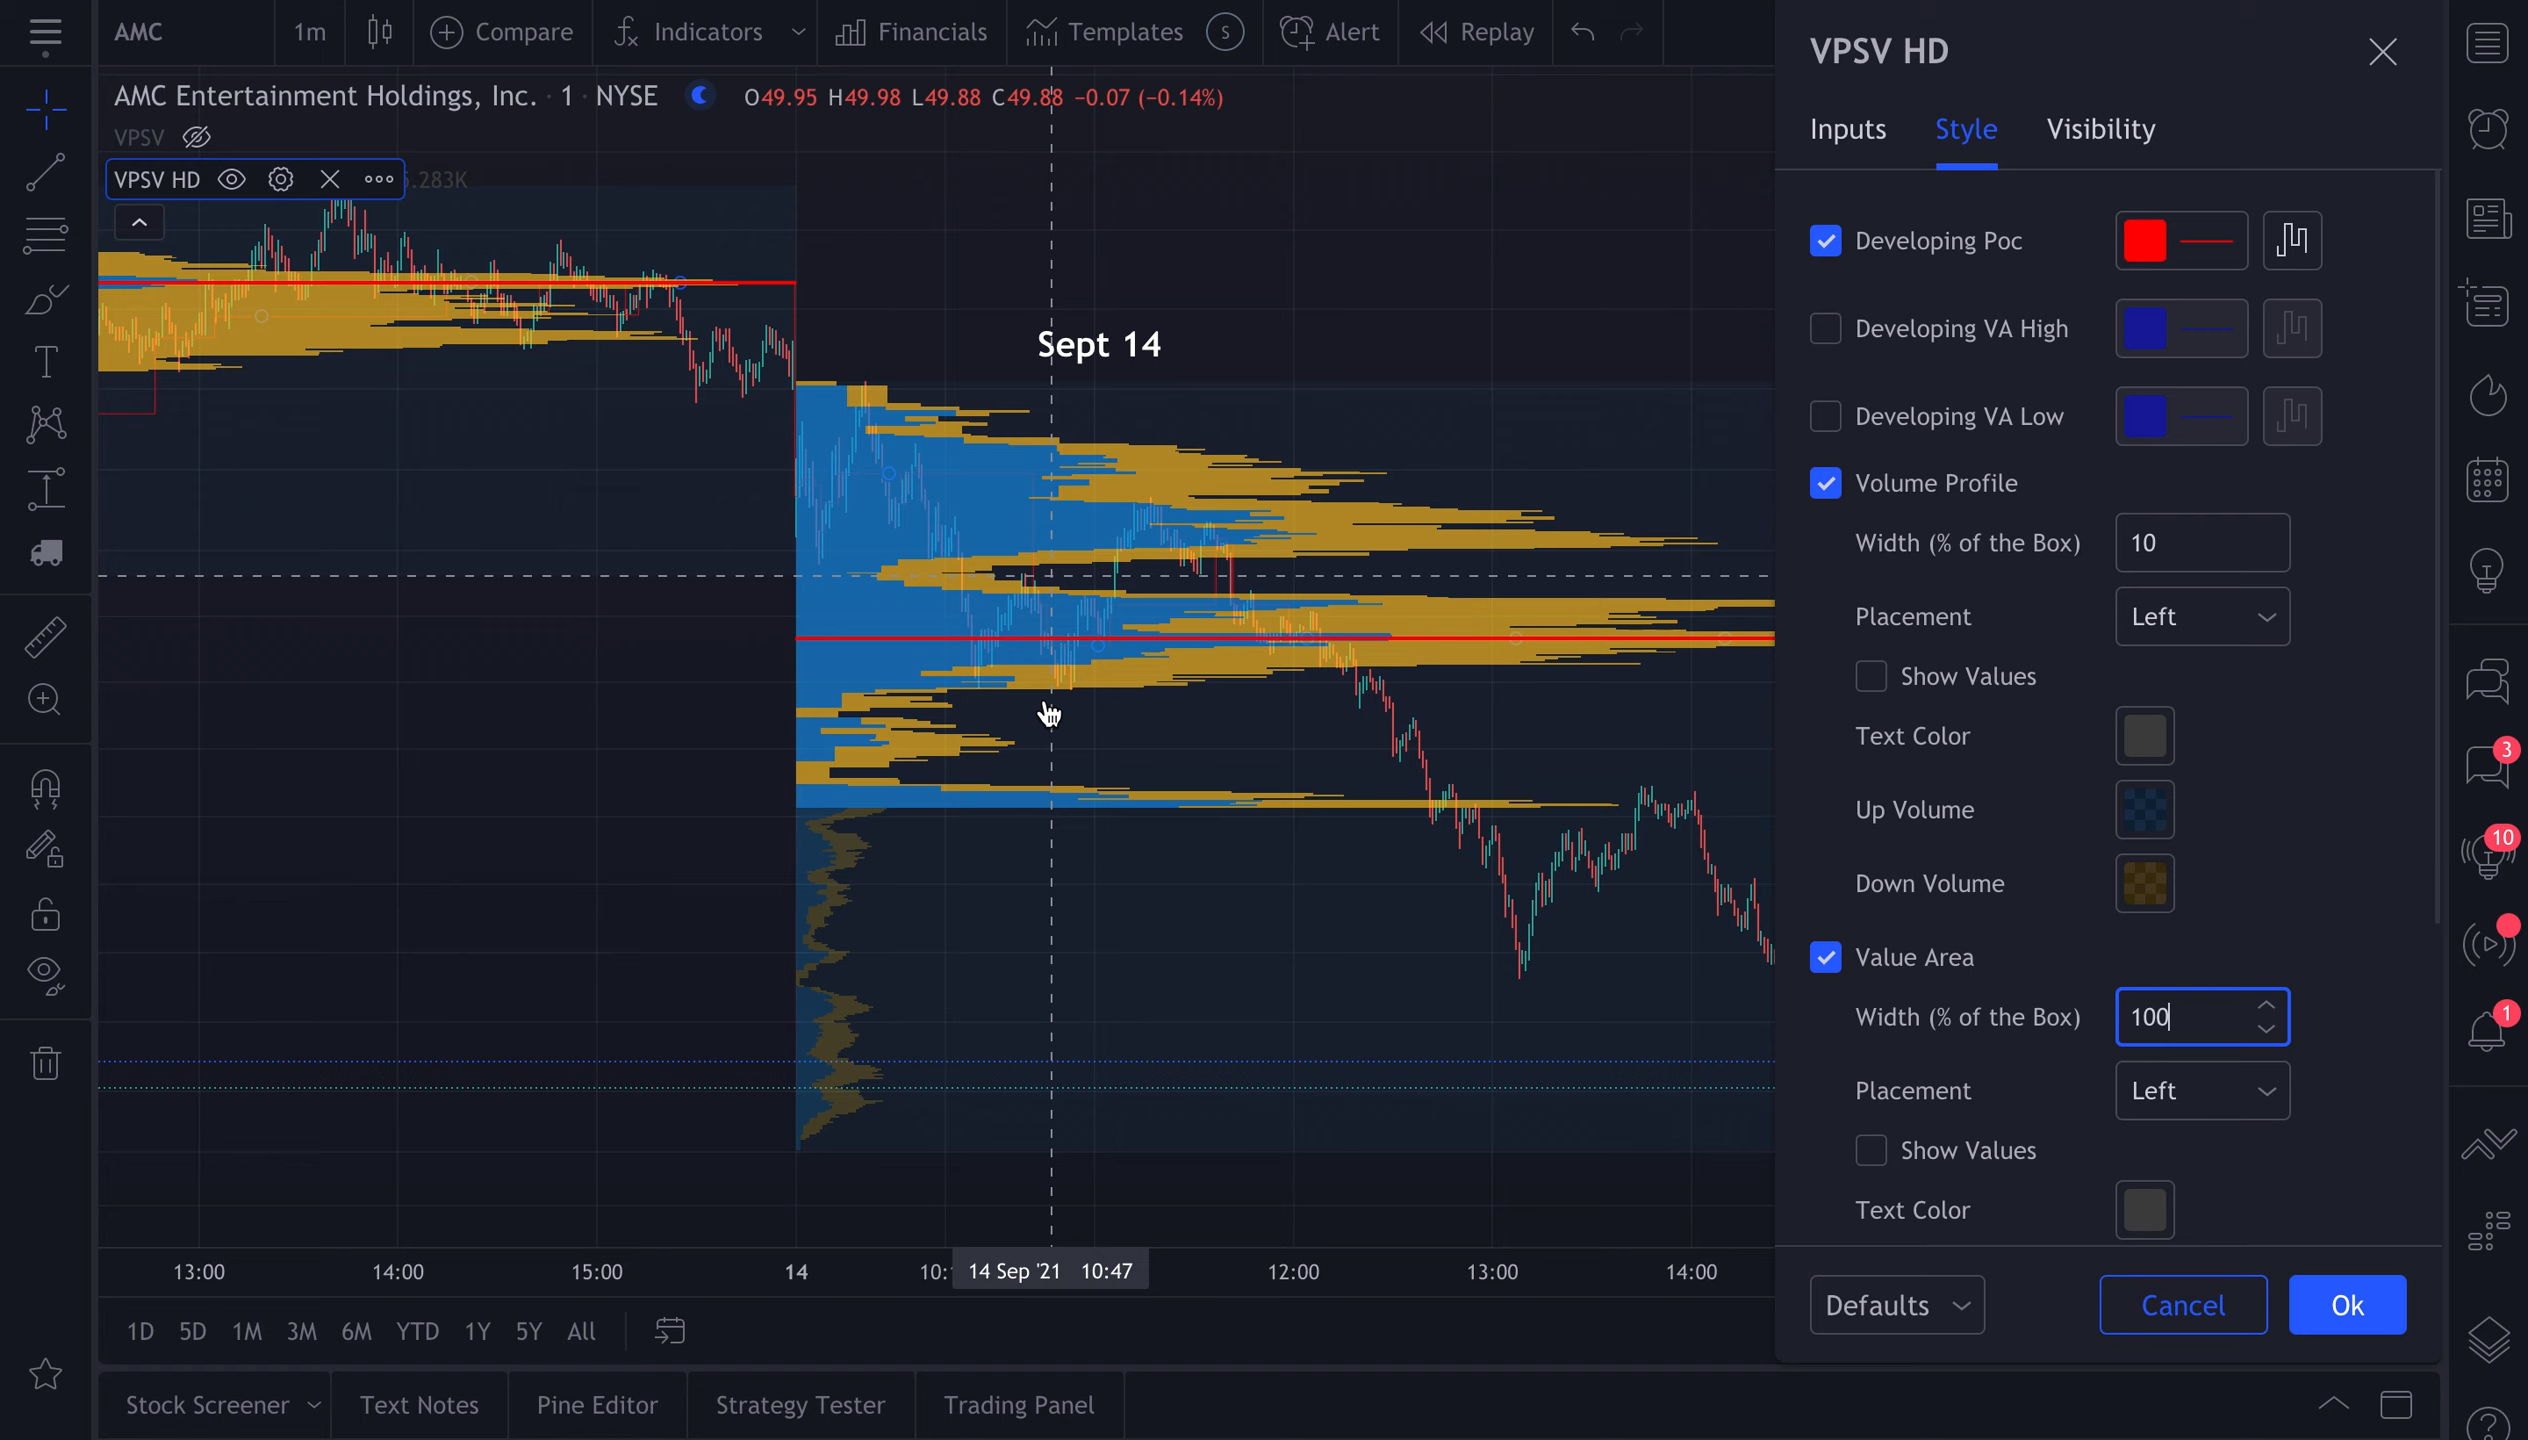 AMC 1m Compare Indicators Financials Templates S Alert Replay
AMC Entertainment Holdings, Inc. · 1 · NYSE O49.95 H49.98 L49.88 C49.88 −0.07 (−0.14%)
VPSV
VPSV HD 5.283K
Sept 14
13:00 14:00 15:00 14 10: 14 Sep '21 10:47 12:00 13:00 14:00
1D 5D 1M 3M 6M YTD 1Y 5Y All
Stock Screener Text Notes Pine Editor Strategy Tester Trading Panel
VPSV HD
Inputs Style Visibility
Developing Poc
Developing VA High
Developing VA Low
Volume Profile
Width (% of the Box) 10
Placement Left
Show Values
Text Color
Up Volume
Down Volume
Value Area
Width (% of the Box) 100
Placement Left
Show Values
Text Color
Defaults Cancel Ok
3
10
1